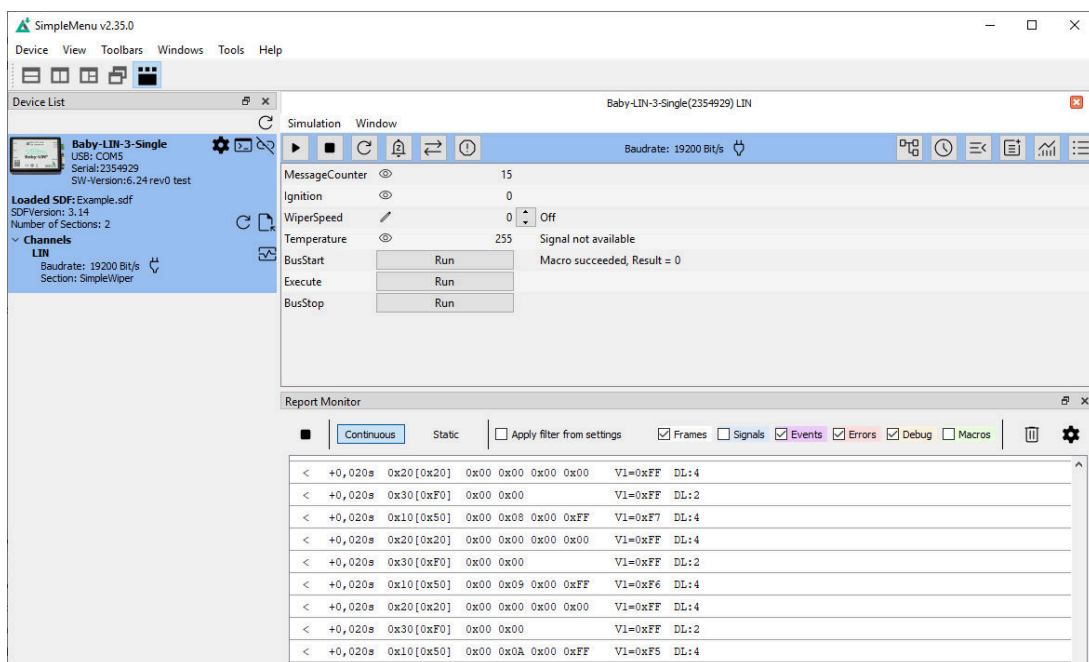 SimpleMenu v2.35.0
Device View Toolbars Windows Tools Help
Device List
Baby-LIN-3-Single
USB: COM5
Serial:2354929
SW-Version:6.24 rev0 test
Loaded SDF: Example.sdf
SDFVersion: 3.14
Number of Sections: 2
Channels
LIN
Baudrate: 19200 Bit/s
Section: SimpleWiper
Baby-LIN-3-Single(2354929) LIN
Simulation Window
Baudrate: 19200 Bit/s
MessageCounter 15
Ignition 0
WiperSpeed 0 Off
Temperature 255 Signal not available
BusStart Run Macro succeeded, Result = 0
Execute Run
BusStop Run
Report Monitor
Continuous Static Apply filter from settings Frames Signals Events Errors Debug Macros
< +0,020s 0x20[0x20] 0x00 0x00 0x00 0x00 V1=0xFF DL:4
< +0,020s 0x30[0xF0] 0x00 0x00 V1=0xFF DL:2
< +0,020s 0x10[0x50] 0x00 0x08 0x00 0xFF V1=0xF7 DL:4
< +0,020s 0x20[0x20] 0x00 0x00 0x00 0x00 V1=0xFF DL:4
< +0,020s 0x30[0xF0] 0x00 0x00 V1=0xFF DL:2
< +0,020s 0x10[0x50] 0x00 0x09 0x00 0xFF V1=0xF6 DL:4
< +0,020s 0x20[0x20] 0x00 0x00 0x00 0x00 V1=0xFF DL:4
< +0,020s 0x30[0xF0] 0x00 0x00 V1=0xFF DL:2
< +0,020s 0x10[0x50] 0x00 0x0A 0x00 0xFF V1=0xF5 DL:4